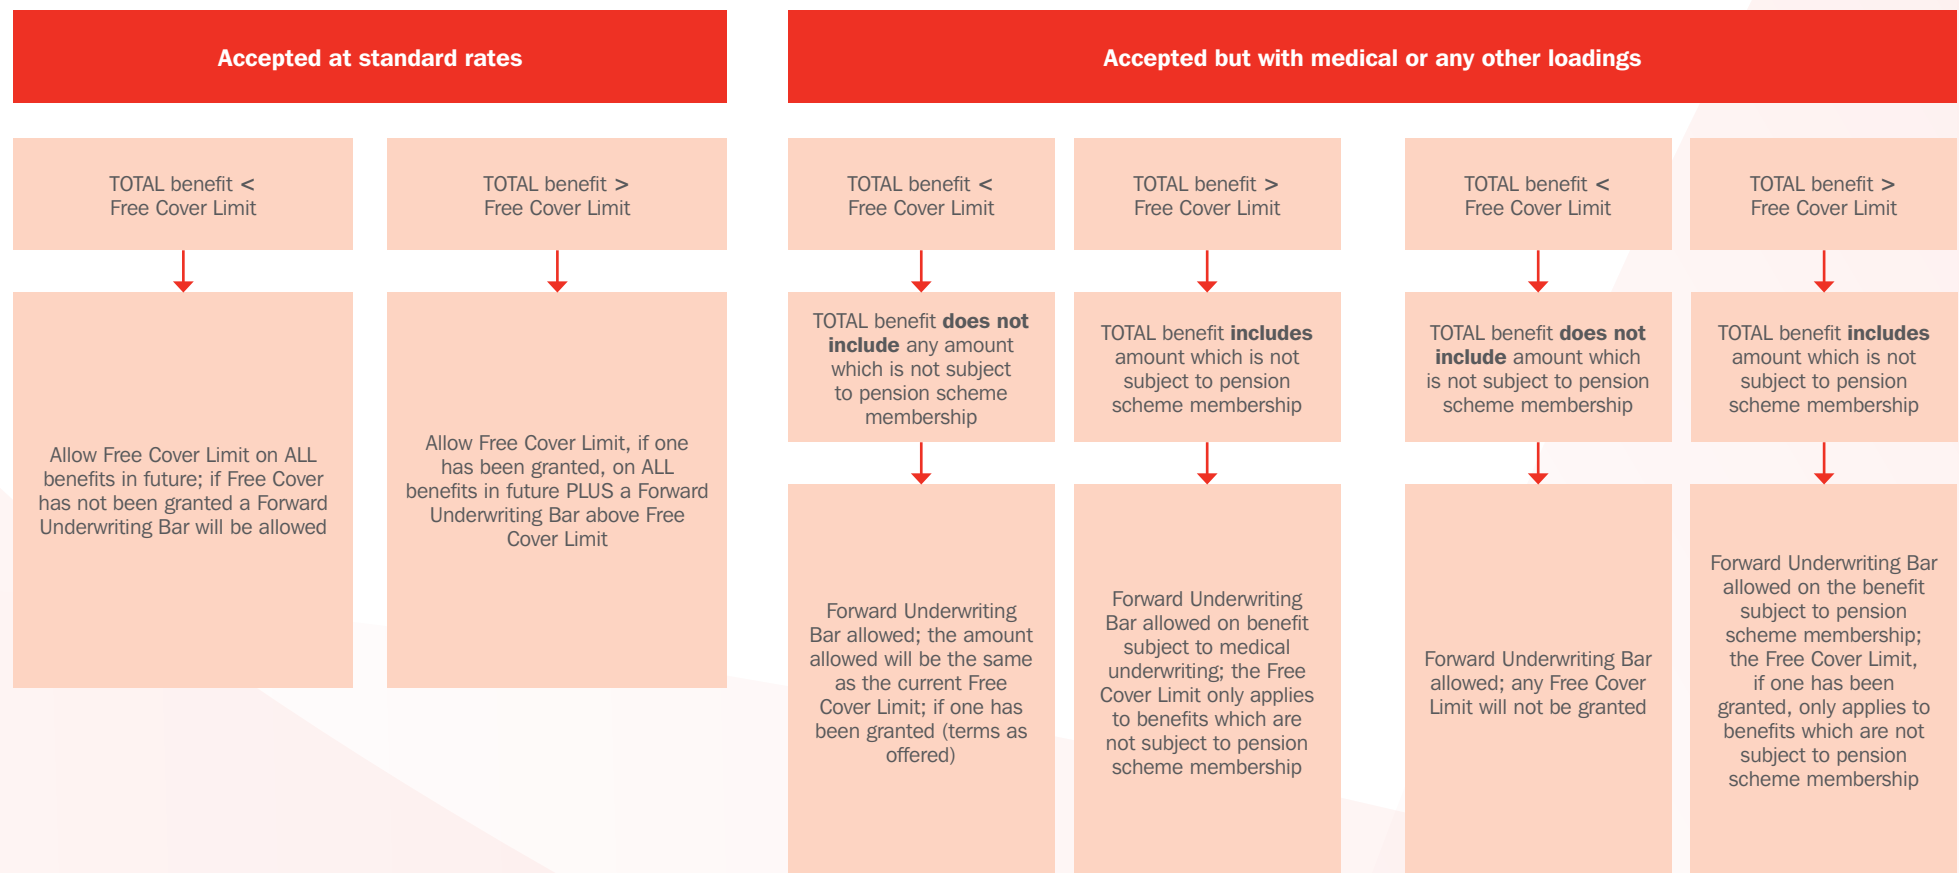 Accepted at standard rates
TOTAL benefit <
Free Cover Limit
Allow Free Cover Limit on ALL
benefits in future; if Free Cover
has not been granted a Forward
Underwriting Bar will be allowed
TOTAL benefit >
Free Cover Limit
Allow Free Cover Limit, if one
has been granted, on ALL
benefits in future PLUS a Forward
Underwriting Bar above Free
Cover Limit
Accepted but with medical or any other loadings
TOTAL benefit <
Free Cover Limit
TOTAL benefit does not
include any amount
which is not subject
to pension scheme
membership
Forward Underwriting
Bar allowed; the amount
allowed will be the same
as the current Free
Cover Limit; if one has
been granted (terms as
offered)
TOTAL benefit >
Free Cover Limit
TOTAL benefit includes
amount which is not
subject to pension
scheme membership
Forward Underwriting
Bar allowed on benefit
subject to medical
underwriting; the Free
Cover Limit only applies
to benefits which are
not subject to pension
scheme membership
TOTAL benefit <
Free Cover Limit
TOTAL benefit does not
include amount which
is not subject to pension
scheme membership
Forward Underwriting Bar
allowed; any Free Cover
Limit will not be granted
TOTAL benefit >
Free Cover Limit
TOTAL benefit includes
amount which is not
subject to pension
scheme membership
Forward Underwriting Bar
allowed on the benefit
subject to pension
scheme membership;
the Free Cover Limit,
if one has been
granted, only applies to
benefits which are not
subject to pension
scheme membership